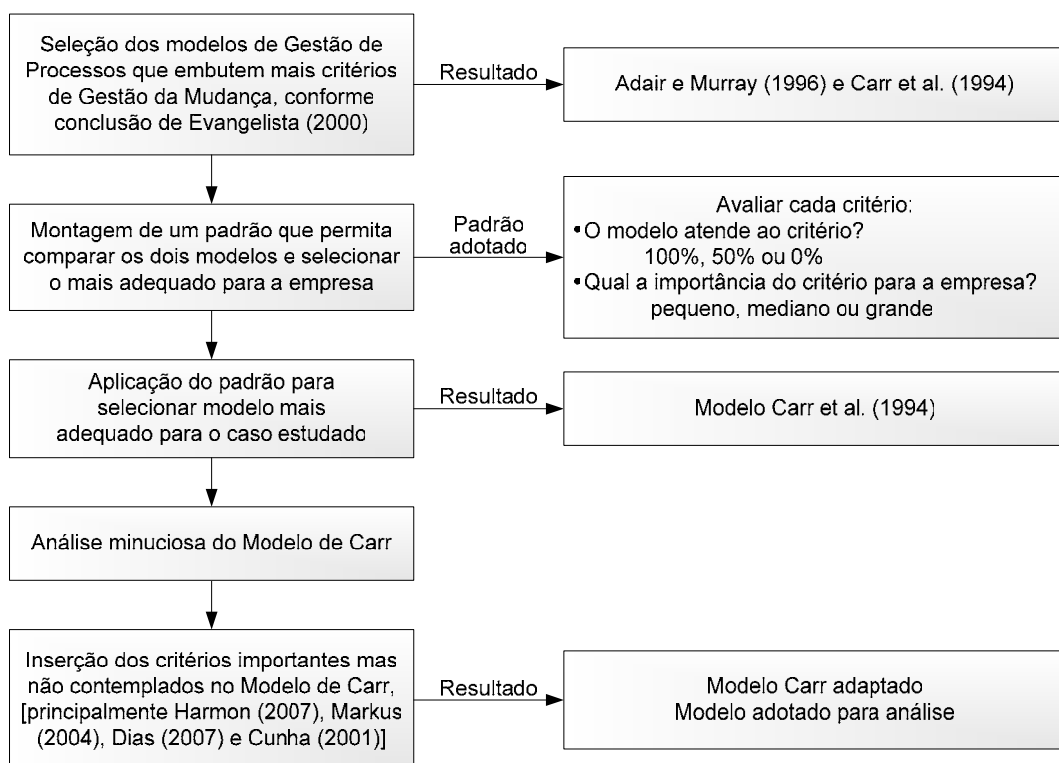 Seleção dos modelos de Gestão de
Processos que embutem mais critérios
de Gestão da Mudança, conforme
conclusão de Evangelista (2000)
Resultado
Adair e Murray (1996) e Carr et al. (1994)
Montagem de um padrão que permita
comparar os dois modelos e selecionar
o mais adequado para a empresa
Padrão
adotado
Avaliar cada critério:
•O modelo atende ao critério?
100%, 50% ou 0%
•Qual a importância do critério para a empresa?
pequeno, mediano ou grande
Aplicação do padrão para
selecionar modelo mais
adequado para o caso estudado
Resultado
Modelo Carr et al. (1994)
Análise minuciosa do Modelo de Carr
Inserção dos critérios importantes mas
não contemplados no Modelo de Carr,
[principalmente Harmon (2007), Markus
(2004), Dias (2007) e Cunha (2001)]
Resultado
Modelo Carr adaptado
Modelo adotado para análise